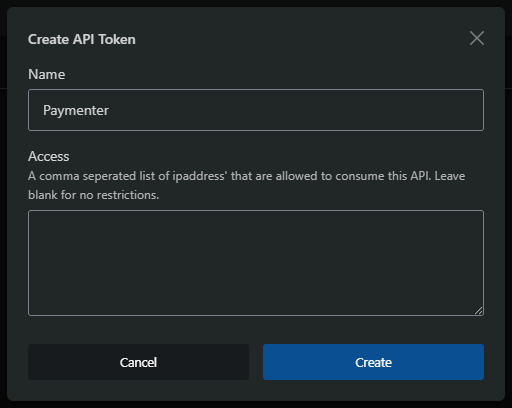 Create API Token
Name
Paymenter
Access
A comma seperated list of ipaddress' that are allowed to consume this API. Leave
blank for no restrictions.
Cancel
Create